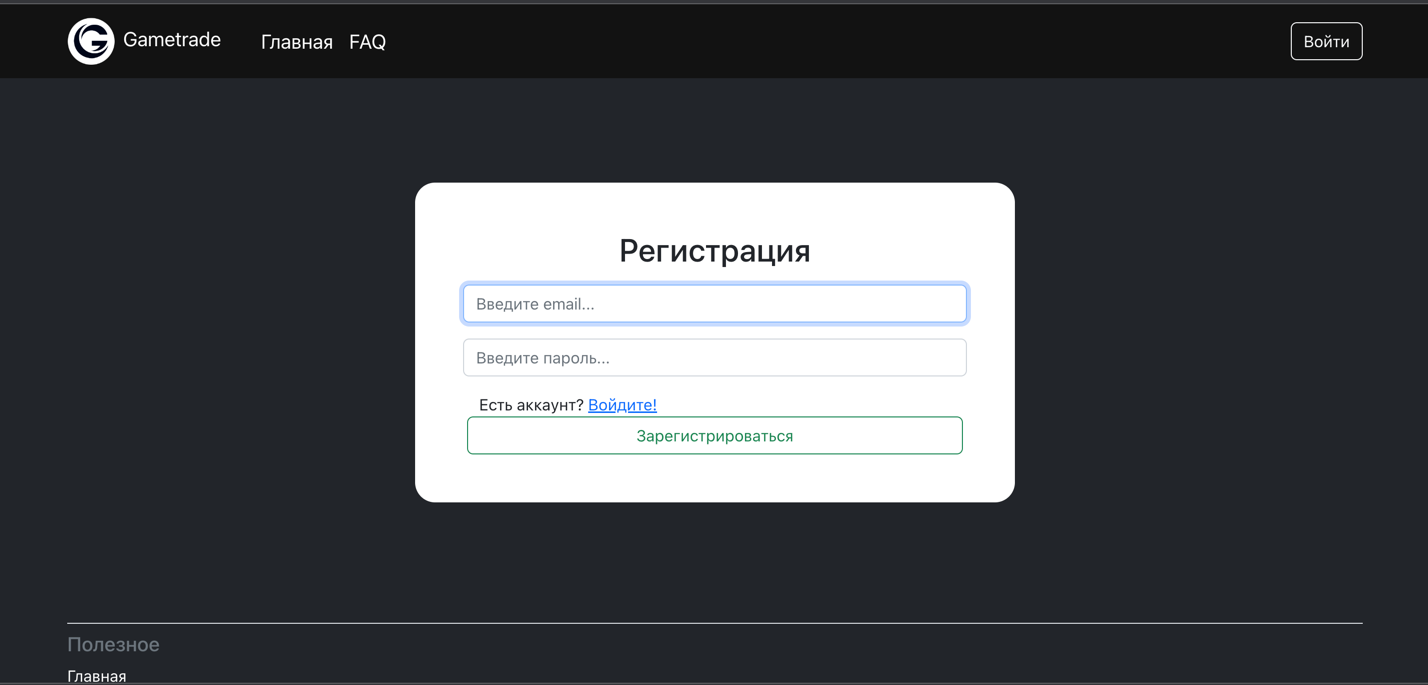 Gametrade Главная FAQ Войти
Регистрация
Введите email...
Введите пароль...
Есть аккаунт? Войдите!
Зарегистрироваться
Полезное
Главная